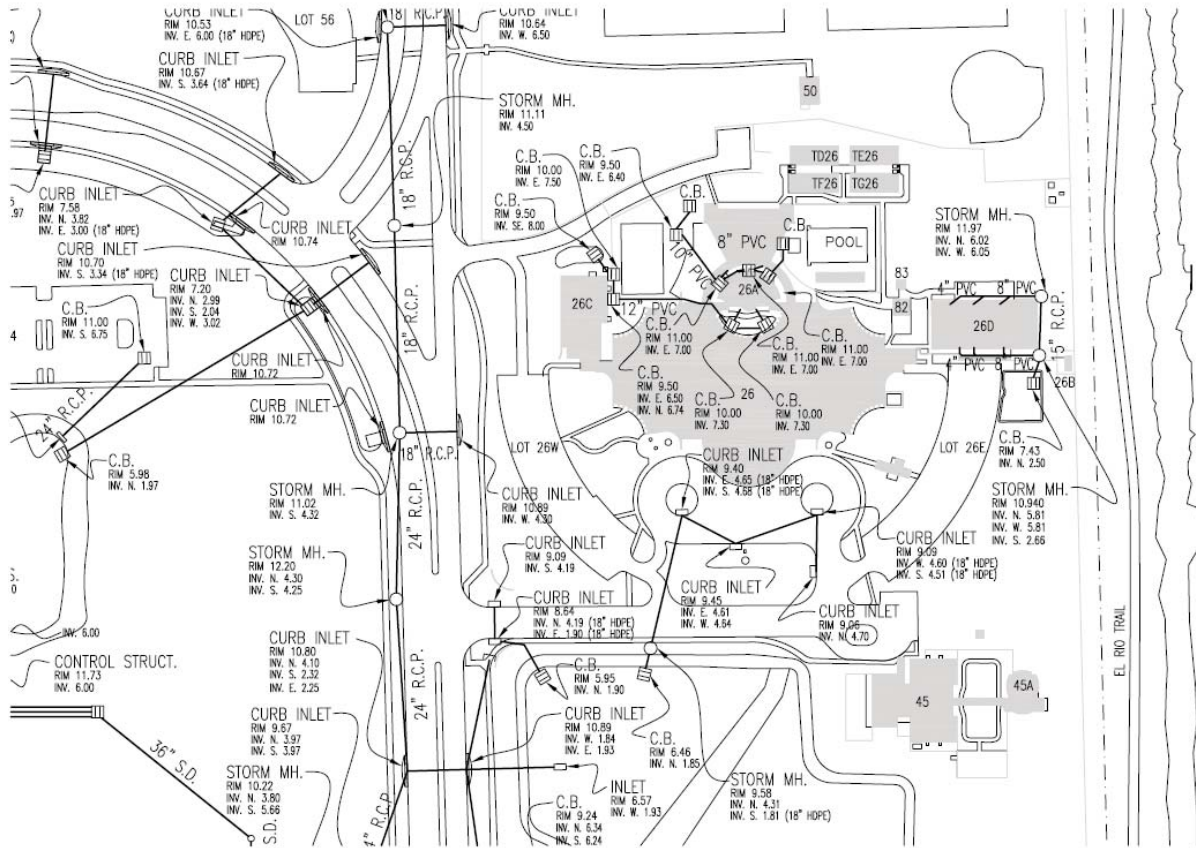 CURB INLET
RIM 10.53
INV. E. 6.00 (18" HDPE)
LOT 56
18" R.C.P.
CURB INLET
RIM 10.64
INV. W. 6.50
CURB INLET
RIM 10.67
INV. S. 3.64 (18" HDPE)
50
STORM MH.
RIM 11.11
INV. 4.50
C.B.
RIM 10.00
INV. E. 7.50
C.B.
RIM 9.50
INV. E. 6.40
TD26
TE26
TF26
TG26
CURB INLET
RIM 7.58
INV. N. 3.82
INV. E. 3.00 (18" HDPE)
.97
18" R.C.P.
C.B.
RIM 9.50
INV. SE. 8.00
C.B.
C.B.
CURB INLET
RIM 10.74
STORM MH.
RIM 11.97
INV. N. 6.02
INV. W. 6.05
CURB INLET
RIM 10.70
INV. S. 3.34 (18" HDPE)
8" PVC
10" PVC
POOL
CURB INLET
RIM 7.20
INV. N. 2.99
INV. S. 2.04
INV. W. 3.02
83
82
26A
26C
12" PVC
4" PVC
8" PVC
26D
15" R.C.P.
C.B.
RIM 11.00
INV. S. 6.75
18" R.C.P.
C.B.
RIM 11.00
INV. E. 7.00
C.B.
RIM 11.00
INV. E. 7.00
C.B.
RIM 11.00
INV. E. 7.00
4
CURB INLET
RIM 10.72
C.B.
RIM 9.50
INV. E. 6.50
INV. N. 6.74
4" PVC
8" PVC
26B
26
24" R.C.P.
CURB INLET
RIM 10.72
C.B.
RIM 10.00
INV. 7.30
C.B.
RIM 10.00
INV. 7.30
18" R.C.P.
LOT 26W
LOT 26E
C.B.
RIM 7.43
INV. N. 2.50
C.B.
RIM 5.98
INV. N. 1.97
CURB INLET
RIM 9.40
INV. E. 4.65 (18" HDPE)
INV. S. 4.68 (18" HDPE)
STORM MH.
RIM 11.02
INV. S. 4.32
24" R.C.P.
CURB INLET
RIM 10.89
INV. W. 4.30
STORM MH.
RIM 10.940
INV. N. 5.81
INV. W. 5.81
INV. S. 2.66
CURB INLET
RIM 9.09
INV. S. 4.19
CURB INLET
RIM 9.09
INV. W. 4.60 (18" HDPE)
INV. S. 4.51 (18" HDPE)
STORM MH.
RIM 12.20
INV. N. 4.30
INV. S. 4.25
CURB INLET
RIM 8.64
INV. N. 4.19 (18" HDPE)
INV. E. 1.90 (18" HDPE)
CURB INLET
RIM 9.45
INV. E. 4.61
INV. W. 4.64
CURB INLET
RIM 9.06
INV. N. 4.70
INV. 6.00
EL RIO TRAIL
CURB INLET
RIM 10.80
INV. N. 4.10
INV. S. 2.32
INV. E. 2.25
CONTROL STRUCT.
RIM 11.73
INV. 6.00
24" R.C.P.
C.B.
RIM 5.95
INV. N. 1.90
45
45A
CURB INLET
RIM 9.67
INV. N. 3.97
INV. S. 3.97
CURB INLET
RIM 10.89
INV. W. 1.84
INV. E. 1.93
C.B.
RIM 6.46
INV. N. 1.85
36" S.D.
STORM MH.
RIM 10.22
INV. N. 3.80
INV. S. 5.66
INLET
RIM 6.57
INV. W. 1.93
STORM MH.
RIM 9.58
INV. N. 4.31
INV. S. 1.81 (18" HDPE)
C.B.
RIM 9.24
INV. N. 6.34
INV. S. 6.24
S.D.
4" R.C.P.